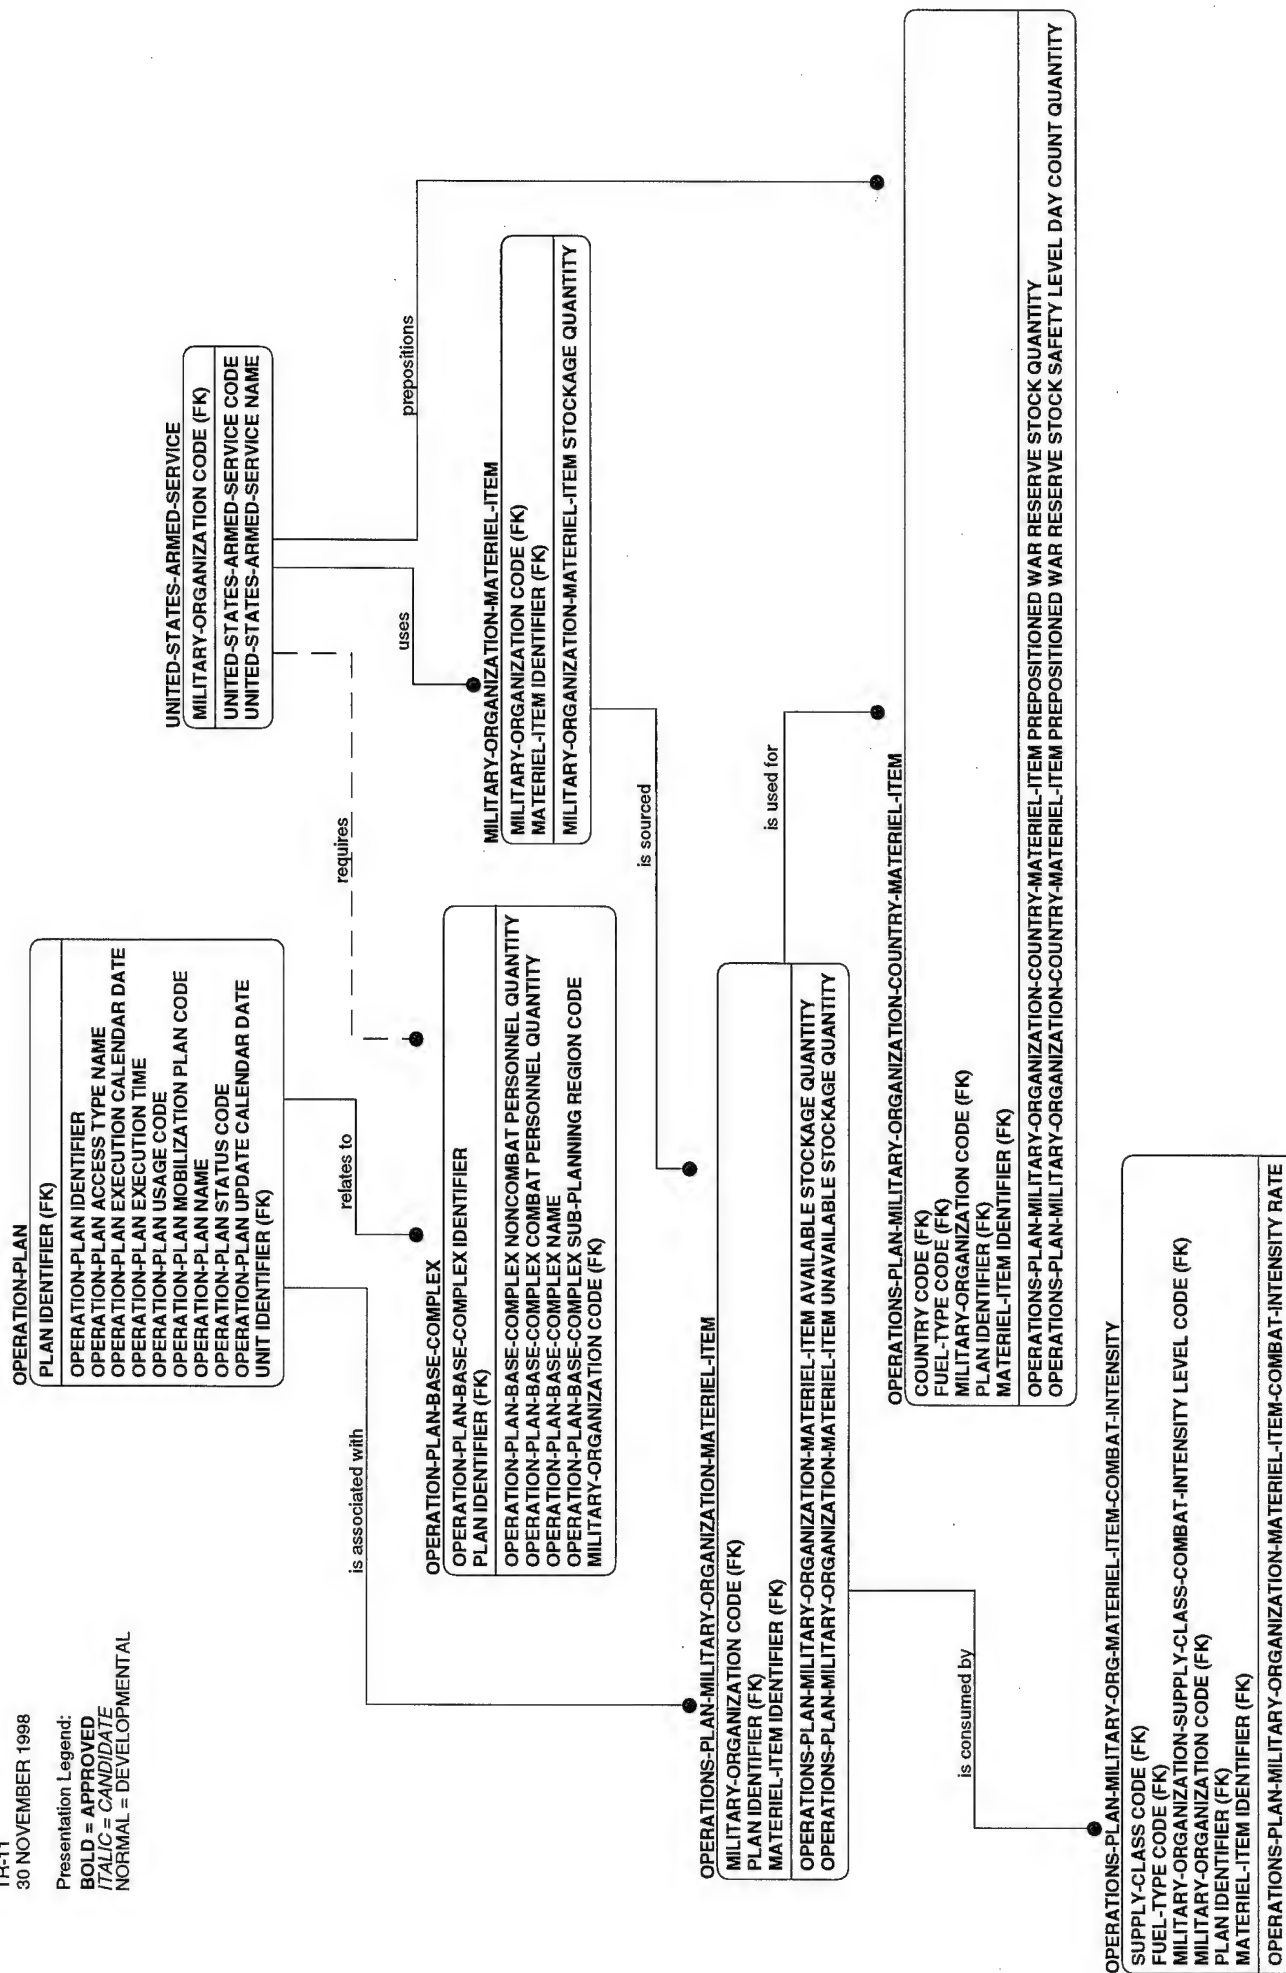 TR-11
30 NOVEMBER 1998
Presentation Legend:
BOLD = APPROVED
ITALIC = CANDIDATE
NORMAL = DEVELOPMENTAL
OPERATION-PLAN
PLAN IDENTIFIER (FK)
OPERATION-PLAN IDENTIFIER
OPERATION-PLAN ACCESS TYPE NAME
OPERATION-PLAN EXECUTION CALENDAR DATE
OPERATION-PLAN EXECUTION TIME
OPERATION-PLAN USAGE CODE
OPERATION-PLAN MOBILIZATION PLAN CODE
OPERATION-PLAN NAME
OPERATION-PLAN STATUS CODE
OPERATION-PLAN UPDATE CALENDAR DATE
UNIT IDENTIFIER (FK)
UNITED-STATES-ARMED-SERVICE
MILITARY-ORGANIZATION CODE (FK)
UNITED-STATES-ARMED-SERVICE CODE
UNITED-STATES-ARMED-SERVICE NAME
is associated with
relates to
requires
uses
prepositions
OPERATION-PLAN-BASE-COMPLEX
OPERATION-PLAN-BASE-COMPLEX IDENTIFIER
PLAN IDENTIFIER (FK)
OPERATION-PLAN-BASE-COMPLEX NONCOMBAT PERSONNEL QUANTITY
OPERATION-PLAN-BASE-COMPLEX COMBAT PERSONNEL QUANTITY
OPERATION-PLAN-BASE-COMPLEX NAME
OPERATION-PLAN-BASE-COMPLEX SUB-PLANNING REGION CODE
MILITARY-ORGANIZATION CODE (FK)
MILITARY-ORGANIZATION-MATERIEL-ITEM
MILITARY-ORGANIZATION CODE (FK)
MATERIEL-ITEM IDENTIFIER (FK)
MILITARY-ORGANIZATION-MATERIEL-ITEM STOCKAGE QUANTITY
is sourced
OPERATIONS-PLAN-MILITARY-ORGANIZATION-MATERIEL-ITEM
MILITARY-ORGANIZATION CODE (FK)
PLAN IDENTIFIER (FK)
MATERIEL-ITEM IDENTIFIER (FK)
OPERATIONS-PLAN-MILITARY-ORGANIZATION-MATERIEL-ITEM AVAILABLE STOCKAGE QUANTITY
OPERATIONS-PLAN-MILITARY-ORGANIZATION-MATERIEL-ITEM UNAVAILABLE STOCKAGE QUANTITY
is used for
is consumed by
OPERATIONS-PLAN-MILITARY-ORGANIZATION-COUNTRY-MATERIEL-ITEM
COUNTRY CODE (FK)
FUEL-TYPE CODE (FK)
MILITARY-ORGANIZATION CODE (FK)
PLAN IDENTIFIER (FK)
MATERIEL-ITEM IDENTIFIER (FK)
OPERATIONS-PLAN-MILITARY-ORGANIZATION-COUNTRY-MATERIEL-ITEM PREPOSITIONED WAR RESERVE STOCK QUANTITY
OPERATIONS-PLAN-MILITARY-ORGANIZATION-COUNTRY-MATERIEL-ITEM PREPOSITIONED WAR RESERVE STOCK SAFETY LEVEL DAY COUNT QUANTITY
OPERATIONS-PLAN-MILITARY-ORG-MATERIEL-ITEM-COMBAT-INTENSITY
SUPPLY-CLASS CODE (FK)
FUEL-TYPE CODE (FK)
MILITARY-ORGANIZATION-SUPPLY-CLASS-COMBAT-INTENSITY LEVEL CODE (FK)
MILITARY-ORGANIZATION CODE (FK)
PLAN IDENTIFIER (FK)
MATERIEL-ITEM IDENTIFIER (FK)
OPERATIONS-PLAN-MILITARY-ORGANIZATION-MATERIEL-ITEM-COMBAT-INTENSITY RATE